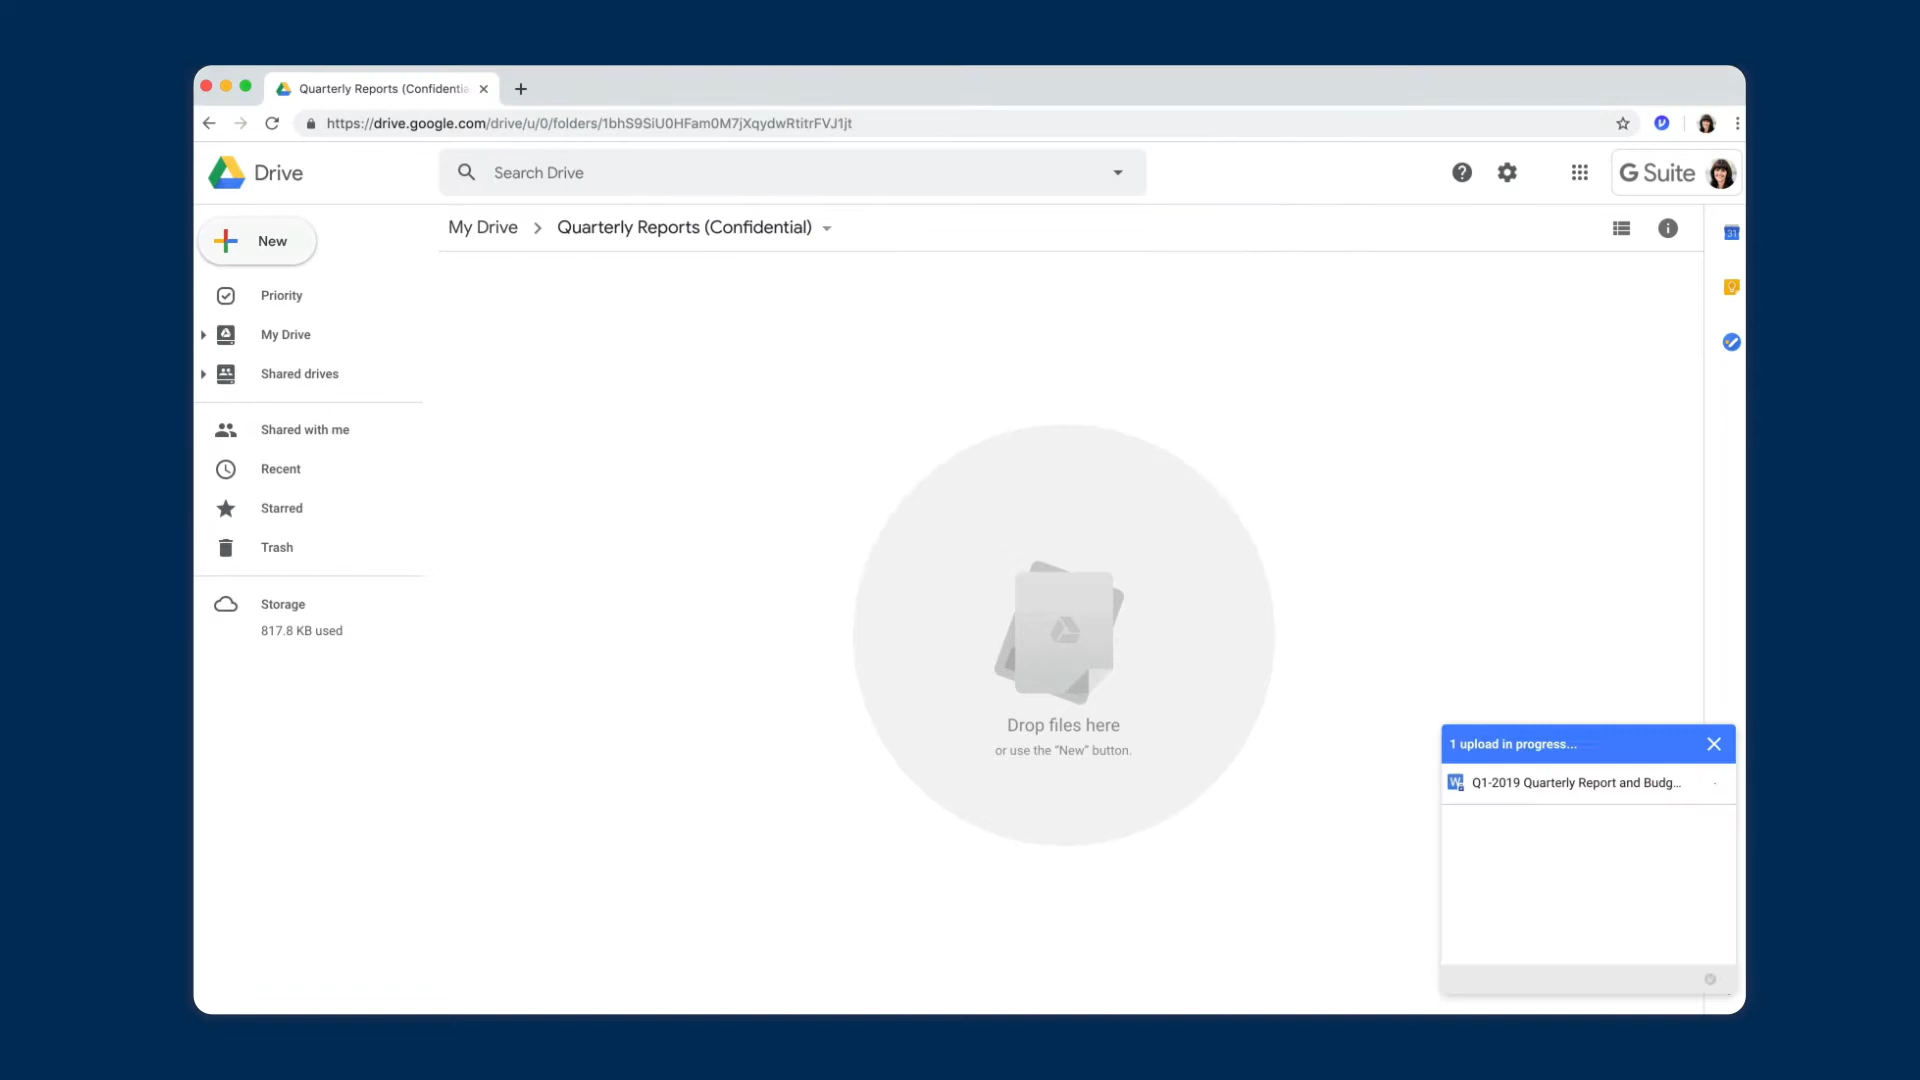 Quarterly Reports (Confidentia
https://drive.google.com/drive/u/0/folders/1bhS9SiU0HFam0M7jXqydwRtitrFVJ1jt
Drive
Search Drive
G Suite
New
My Drive
Quarterly Reports (Confidential)
31
Priority
My Drive
Shared drives
Shared with me
Recent
Starred
Trash
Storage
817.8 KB used
Drop files here
or use the “New” button.
1 upload in progress...
W
Q1-2019 Quarterly Report and Budg...